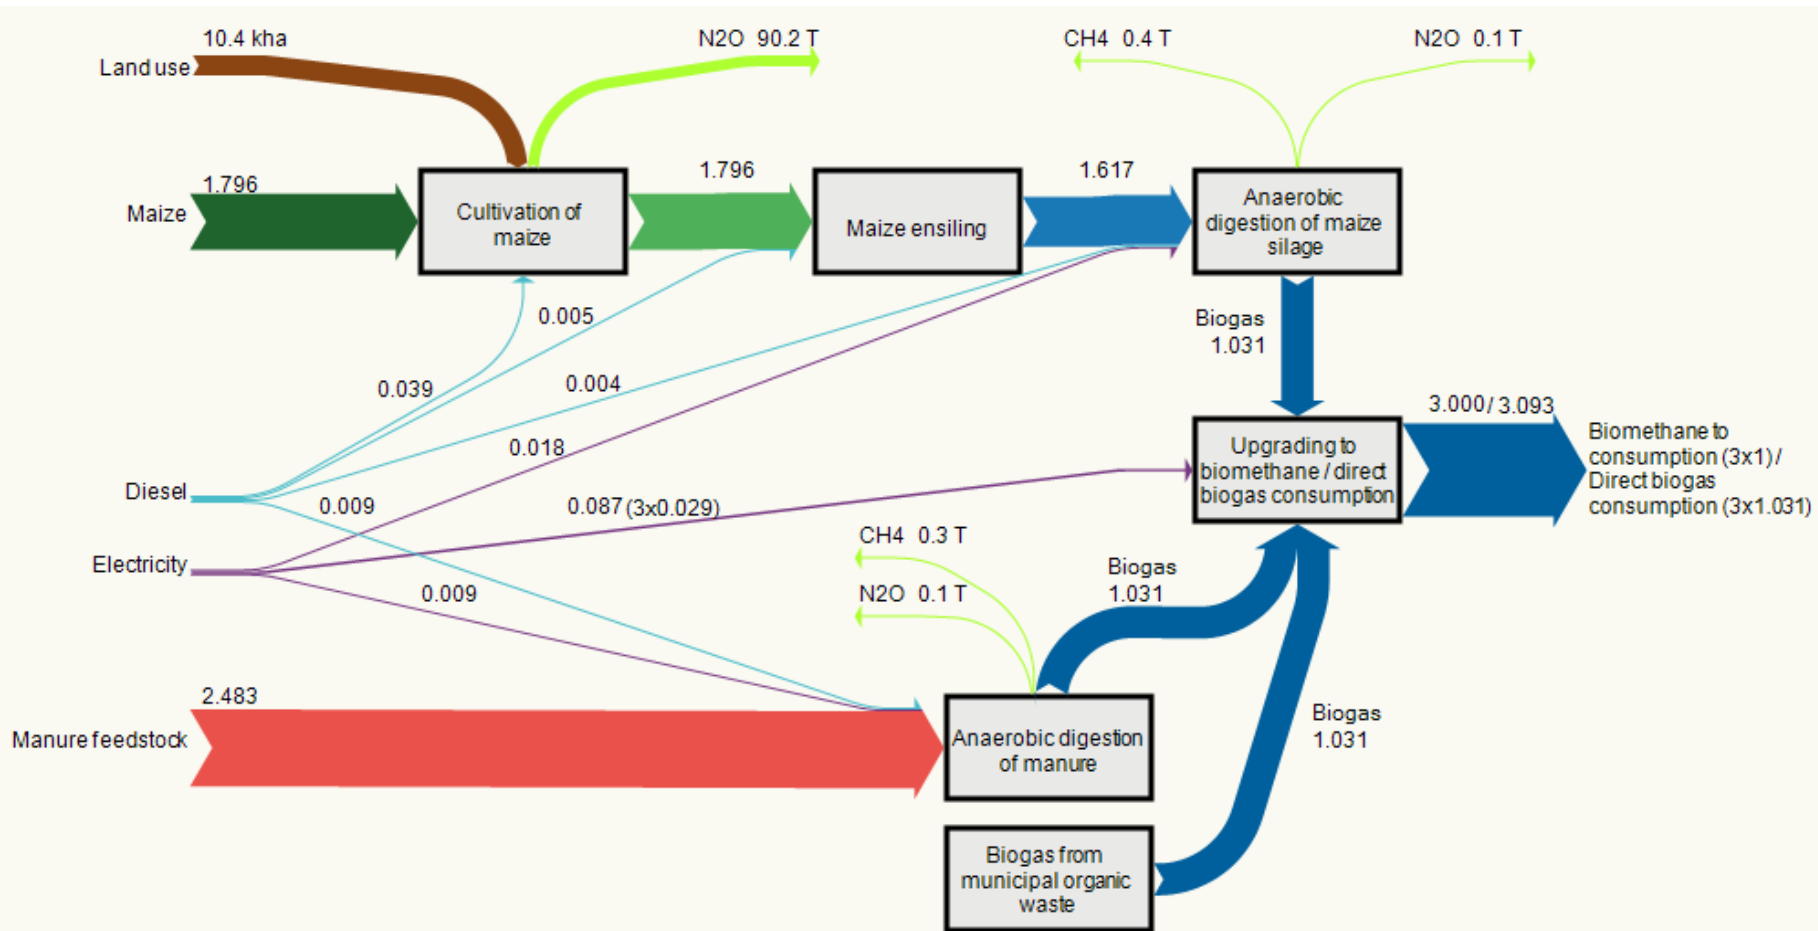 10.4 kha
N2O 90.2 T
CH4 0.4 T
N2O 0.1 T
Land use
1.796
1.796
1.617
Maize
Cultivation of
maize
Maize ensiling
Anaerobic
digestion of maize
silage
0.005
Biogas
1.031
0.039
0.004
3.000 / 3.093
0.018
Upgrading to
biomethane / direct
biogas consumption
Biomethane to
consumption (3x1) /
Direct biogas
consumption (3x1.031)
Diesel
0.009
0.087 (3x0.029)
Electricity
CH4 0.3 T
N2O 0.1 T
0.009
Biogas
1.031
2.483
Manure feedstock
Anaerobic digestion
of manure
Biogas
1.031
Biogas from
municipal organic
waste